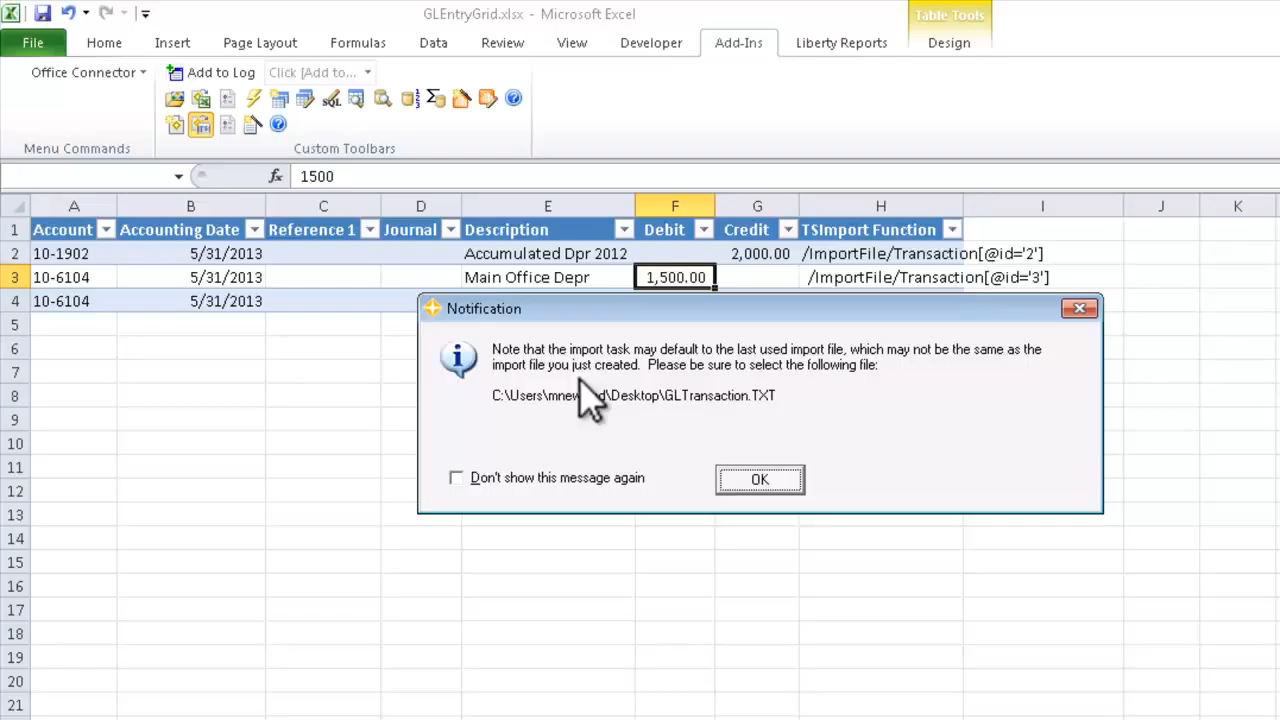 GLEntryGrid.xlsx - Microsoft Excel
Table Tools
File Home Insert Page Layout Formulas Data Review View Developer Add-Ins Liberty Reports Design
Office Connector Add to Log Click [Add to...
SQL
Menu Commands Custom Toolbars
fx 1500
A B C D E F G H I J K
1 Account Accounting Date Reference 1 Journal Description Debit Credit TSImport Function
2 10-1902 5/31/2013 Accumulated Dpr 2012 2,000.00 /ImportFile/Transaction[@id='2']
3 10-6104 5/31/2013 Main Office Depr 1,500.00 /ImportFile/Transaction[@id='3']
4 10-6104 5/31/2013
5
6
7
8
9
10
11
12
13
14
15
16
17
18
19
20
21
Notification
Note that the import task may default to the last used import file, which may not be the same as the
import file you just created. Please be sure to select the following file:
\Desktop\GLTransaction.TXT
Don't show this message again
OK